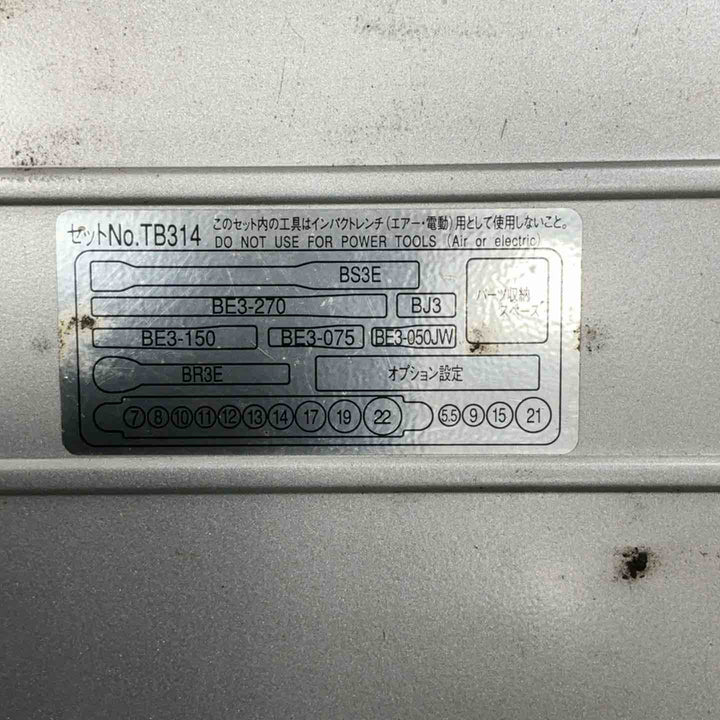 セットNo.TB314
このセット内の工具はインパクトレンチ(エアー・電動)用として使用しないこと。
DO NOT USE FOR POWER TOOLS (Air or electric)
BS3E
パーツ収納
スペース
BE3-270 BJ3
BE3-150 BE3-075 BE3-050JW
BR3E オプション設定
7 8 10 11 12 13 14 17 19 22 5.5 9 15 21